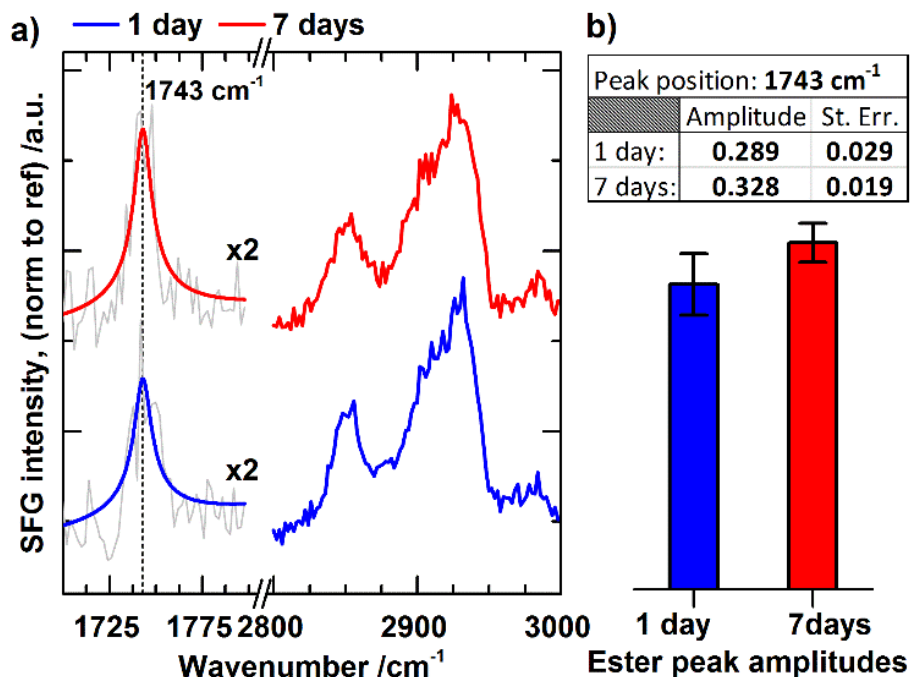 a)
1 day
7 days
b)
1743 cm⁻¹
x2
x2
SFG intensity, (norm to ref) /a.u.
1725
1775
2800
2900
3000
Wavenumber /cm⁻¹
Peak position: 1743 cm⁻¹
Amplitude St. Err.
1 day: 0.289 0.029
7 days: 0.328 0.019
1 day
7days
Ester peak amplitudes